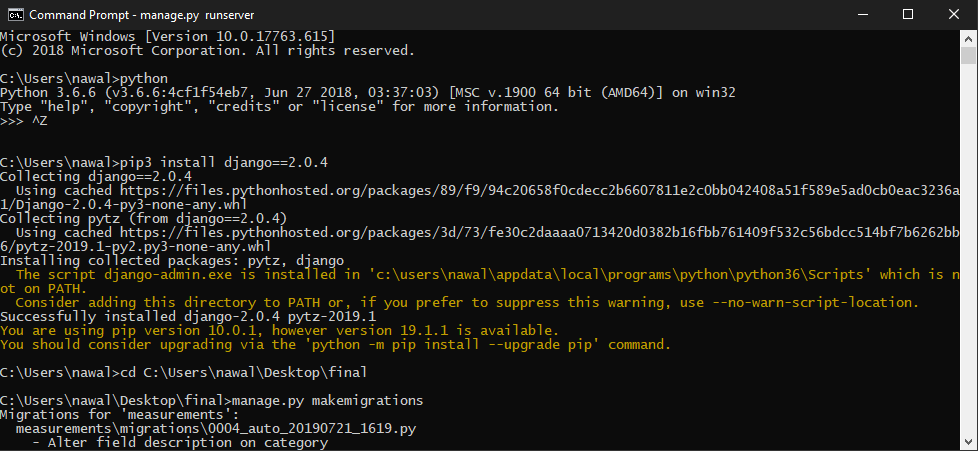 Command Prompt - manage.py  runserver
Microsoft Windows [Version 10.0.17763.615]
(c) 2018 Microsoft Corporation. All rights reserved.
C:\Users\nawal>python
Python 3.6.6 (v3.6.6:4cf1f54eb7, Jun 27 2018, 03:37:03) [MSC v.1900 64 bit (AMD64)] on win32
Type "help", "copyright", "credits" or "license" for more information.
>>> ^Z
C:\Users\nawal>pip3 install django==2.0.4
Collecting django==2.0.4
  Using cached https://files.pythonhosted.org/packages/89/f9/94c20658f0cdecc2b6607811e2c0bb042408a51f589e5ad0cb0eac3236a
1/Django-2.0.4-py3-none-any.whl
Collecting pytz (from django==2.0.4)
  Using cached https://files.pythonhosted.org/packages/3d/73/fe30c2daaaa0713420d0382b16fbb761409f532c56bdcc514bf7b6262bb
6/pytz-2019.1-py2.py3-none-any.whl
Installing collected packages: pytz, django
  The script django-admin.exe is installed in 'c:\users\nawal\appdata\local\programs\python\python36\Scripts' which is n
ot on PATH.
  Consider adding this directory to PATH or, if you prefer to suppress this warning, use --no-warn-script-location.
Successfully installed django-2.0.4 pytz-2019.1
You are using pip version 10.0.1, however version 19.1.1 is available.
You should consider upgrading via the 'python -m pip install --upgrade pip' command.
C:\Users\nawal>cd C:\Users\nawal\Desktop\final
C:\Users\nawal\Desktop\final>manage.py makemigrations
Migrations for 'measurements':
  measurements\migrations\0004_auto_20190721_1619.py
    - Alter field description on category